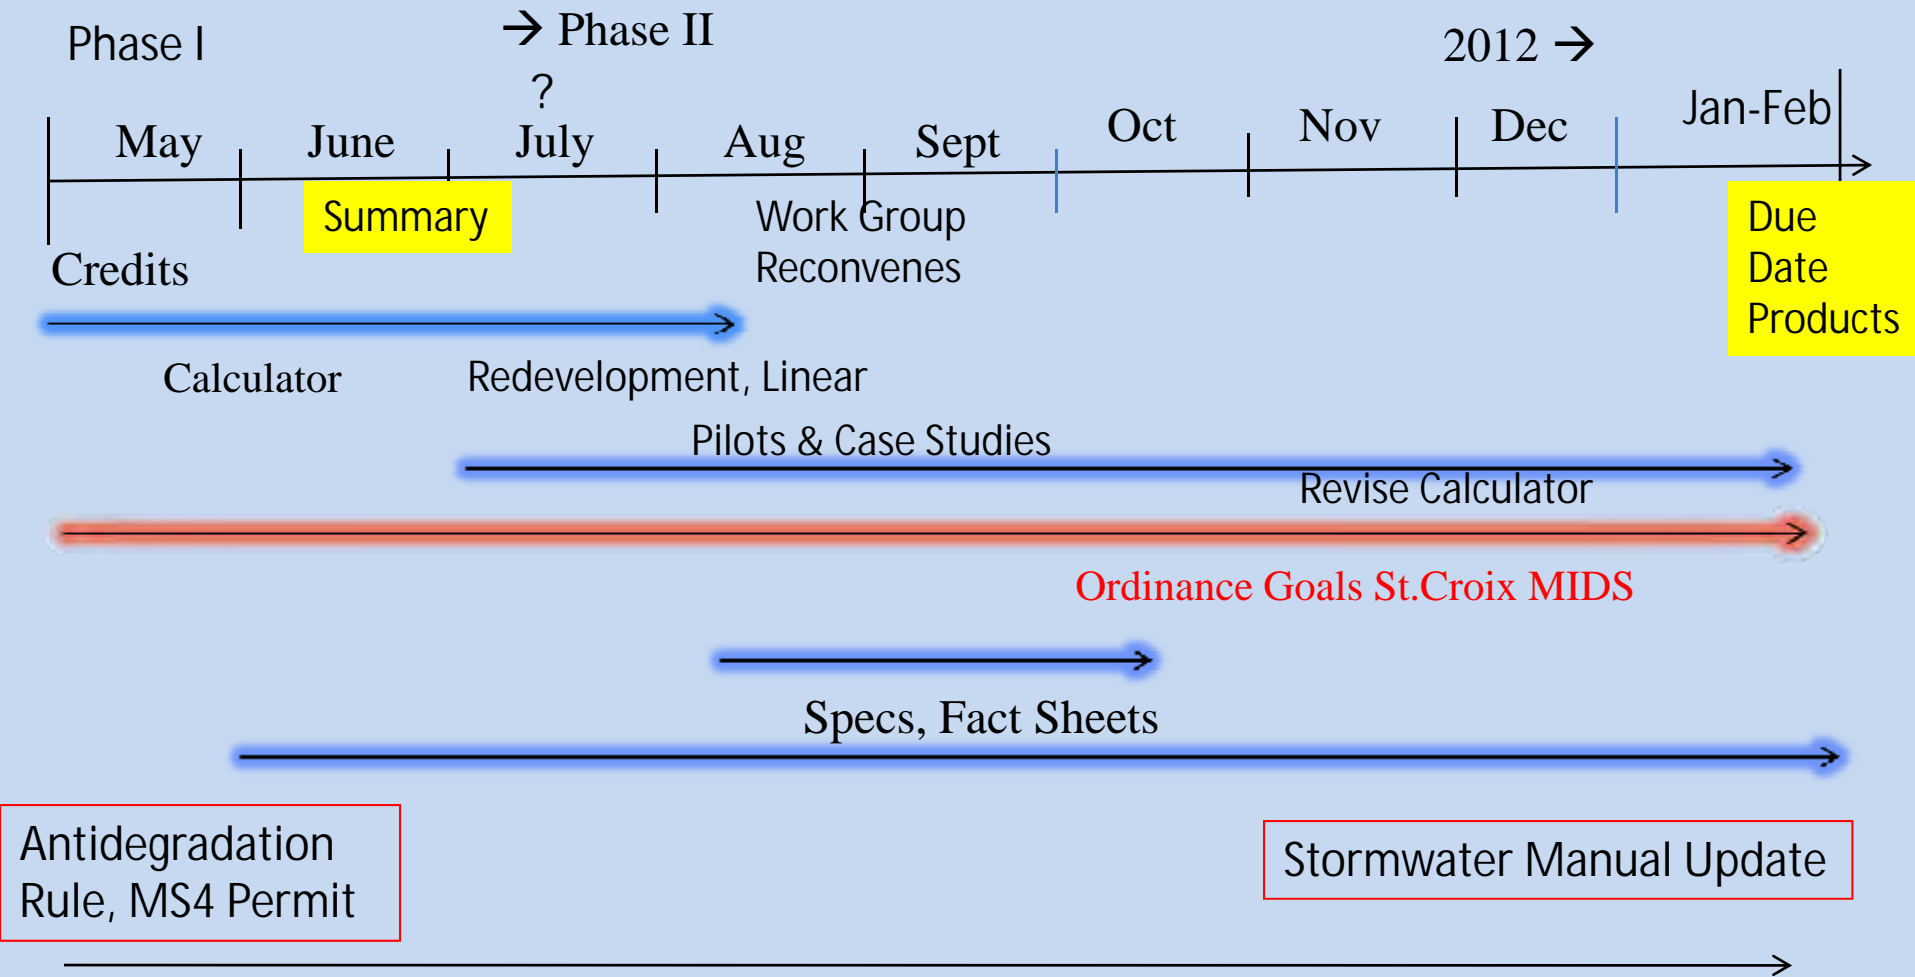 Phase I
→ Phase II
2012 →
?
May
June
July
Aug
Sept
Oct
Nov
Dec
Jan-Feb
Summary
Work Group
Reconvenes
Due
Date
Products
Credits
Calculator
Redevelopment, Linear
Pilots & Case Studies
Revise Calculator
Ordinance Goals St.Croix MIDS
Specs, Fact Sheets
Antidegradation
Rule, MS4 Permit
Stormwater Manual Update